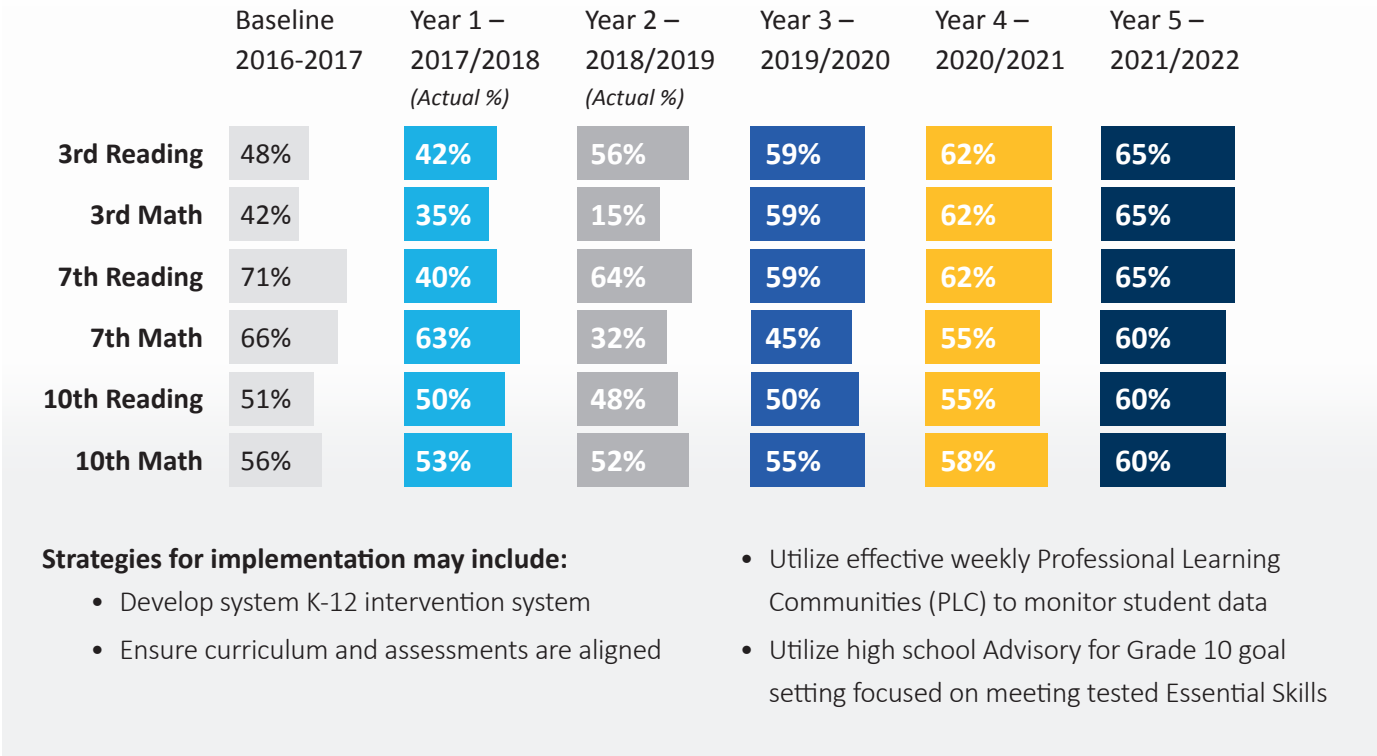 Baseline 2016-2017
Year 1 – 2017/2018 (Actual %)
Year 2 – 2018/2019 (Actual %)
Year 3 – 2019/2020
Year 4 – 2020/2021
Year 5 – 2021/2022
3rd Reading 48% 42% 56% 59% 62% 65%
3rd Math 42% 35% 15% 59% 62% 65%
7th Reading 71% 40% 64% 59% 62% 65%
7th Math 66% 63% 32% 45% 55% 60%
10th Reading 51% 50% 48% 50% 55% 60%
10th Math 56% 53% 52% 55% 58% 60%
Strategies for implementation may include:
• Develop system K-12 intervention system
• Ensure curriculum and assessments are aligned
• Utilize effective weekly Professional Learning
Communities (PLC) to monitor student data
• Utilize high school Advisory for Grade 10 goal
setting focused on meeting tested Essential Skills